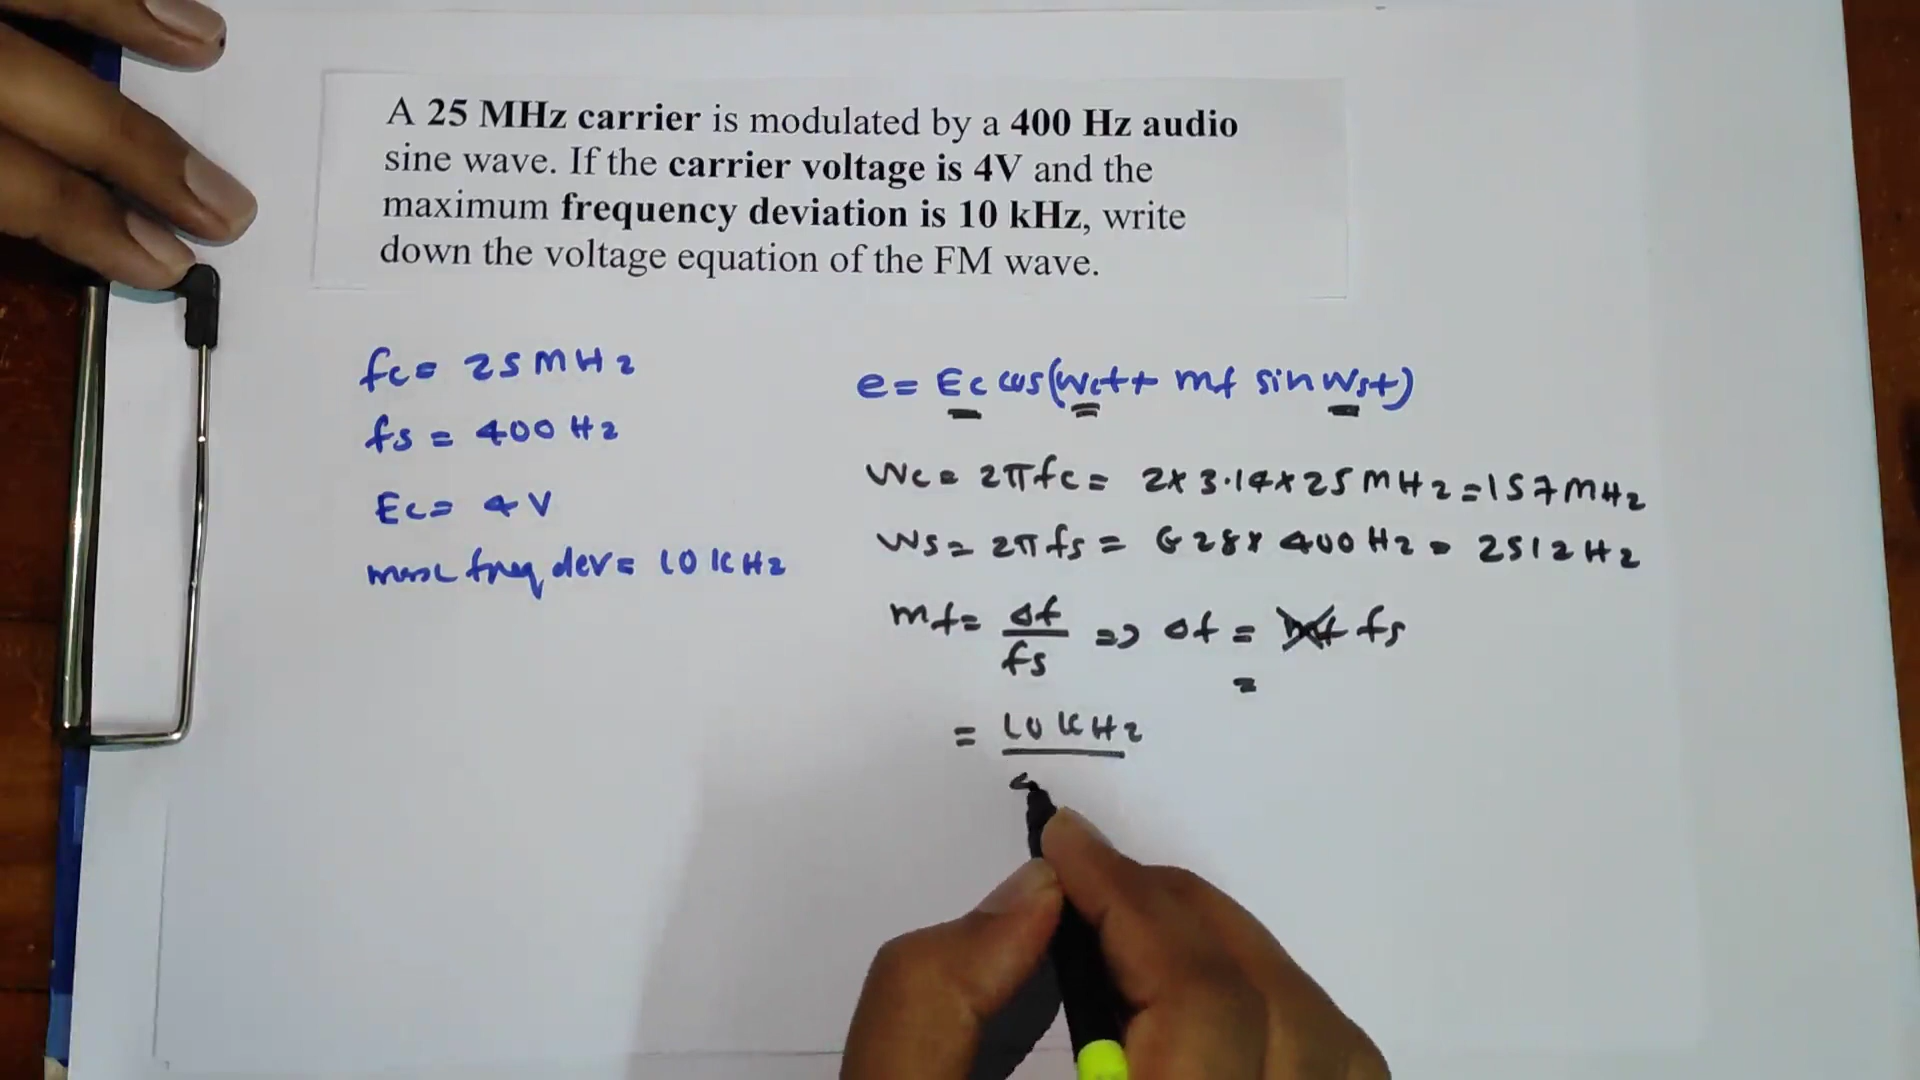 A 25 MHz carrier is modulated by a 400 Hz audio
sine wave. If the carrier voltage is 4V and the
maximum frequency deviation is 10 kHz, write
down the voltage equation of the FM wave.
fc = 25 MHz
fs = 400 Hz
Ec = 4 V
max freq dev = 10 kHz
e = Ec cos(wct + mf sin wst)
wc = 2πfc = 2x 3.14 x 25 MHz = 157 MHz
ws = 2πfs = 628 x 400 Hz = 2512 Hz
mf = Δf / fs => Δf = fs
=
= 10 kHz